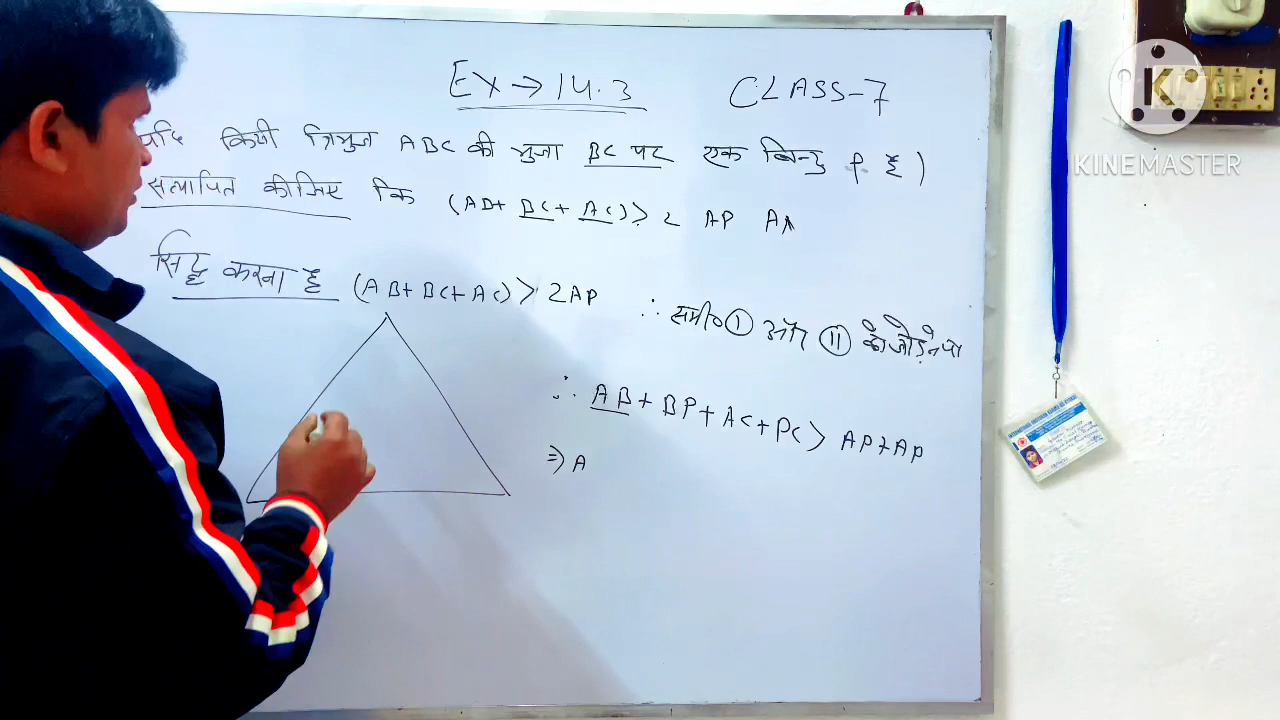 EX → 14.3 CLASS-7
यदि किसी त्रिभुज ABC की भुजा BC पर एक बिन्दु P है)
सत्यापित कीजिए कि (AB+ BC+ AC) > 2 AP
सिद्ध करना है (AB+BC+AC) > 2AP
∴ समी० (I) और (II) को जोड़ने पर
∴ AB + BP + AC + PC > AP + AP
⇒ A
KINEMASTER